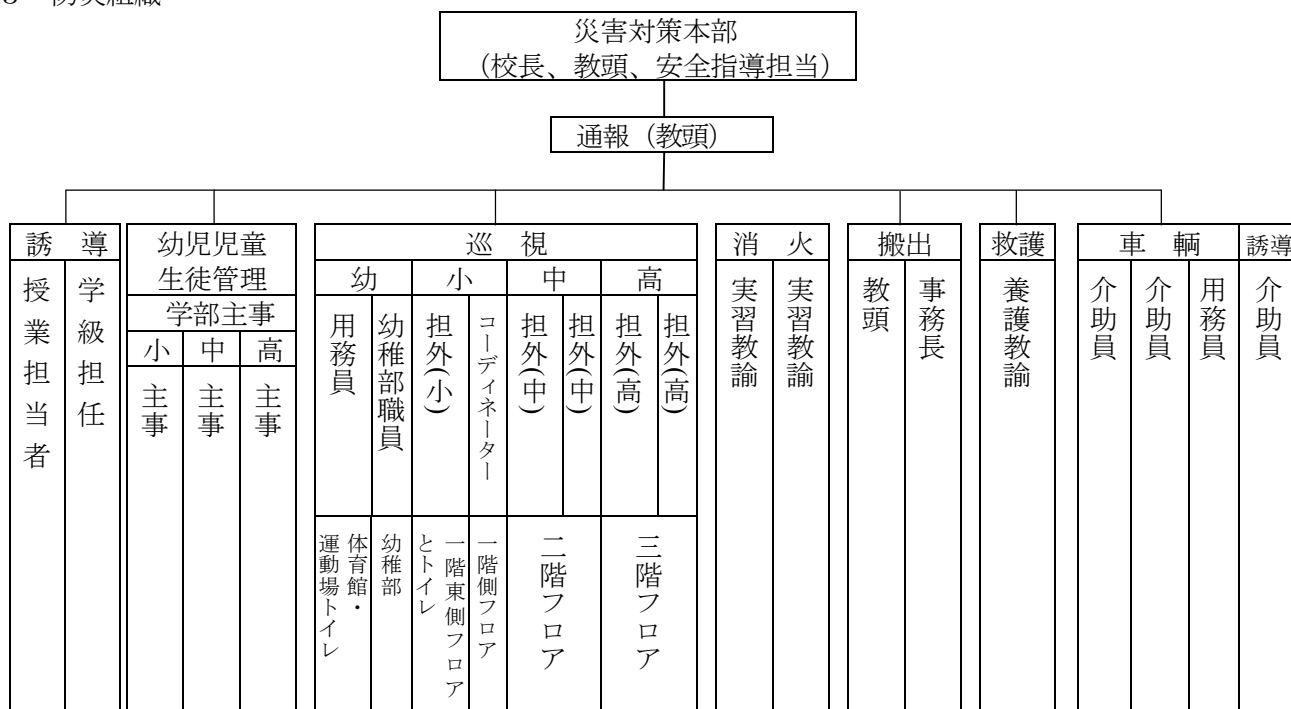 災害対策本部
（校長、教頭、安全指導担当）
通報（教頭）
誘 導
授業担当者
学級担任
幼児児童
生徒管理
学部主事
小
中
高
主事
主事
主事
巡 視
幼
小
中
高
用務員
幼稚部職員
担外(小)
コーディネーター
担外(中)
担外(中)
担外(高)
担外(高)
体育館・
運動場トイレ
幼稚部
一階東側フロア
とトイレ
一階側フロア
二階フロア
三階フロア
消 火
実習教諭
実習教諭
搬出
教頭
事務長
救護
養護教諭
車 輌
介助員
介助員
用務員
誘導
介助員